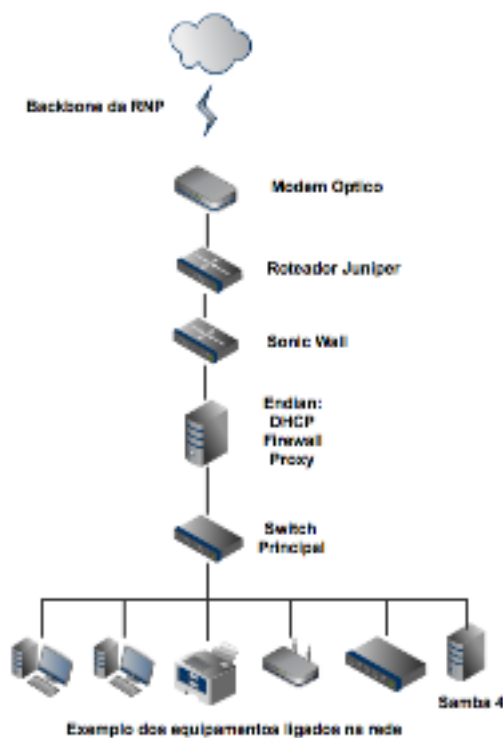 Backbone da RNP
Modem Optico
Roteador Juniper
Sonic Wall
Endian:
DHCP
Firewall
Proxy
Switch
Principal
Samba 4
Exemplo dos equipamentos ligados na rede